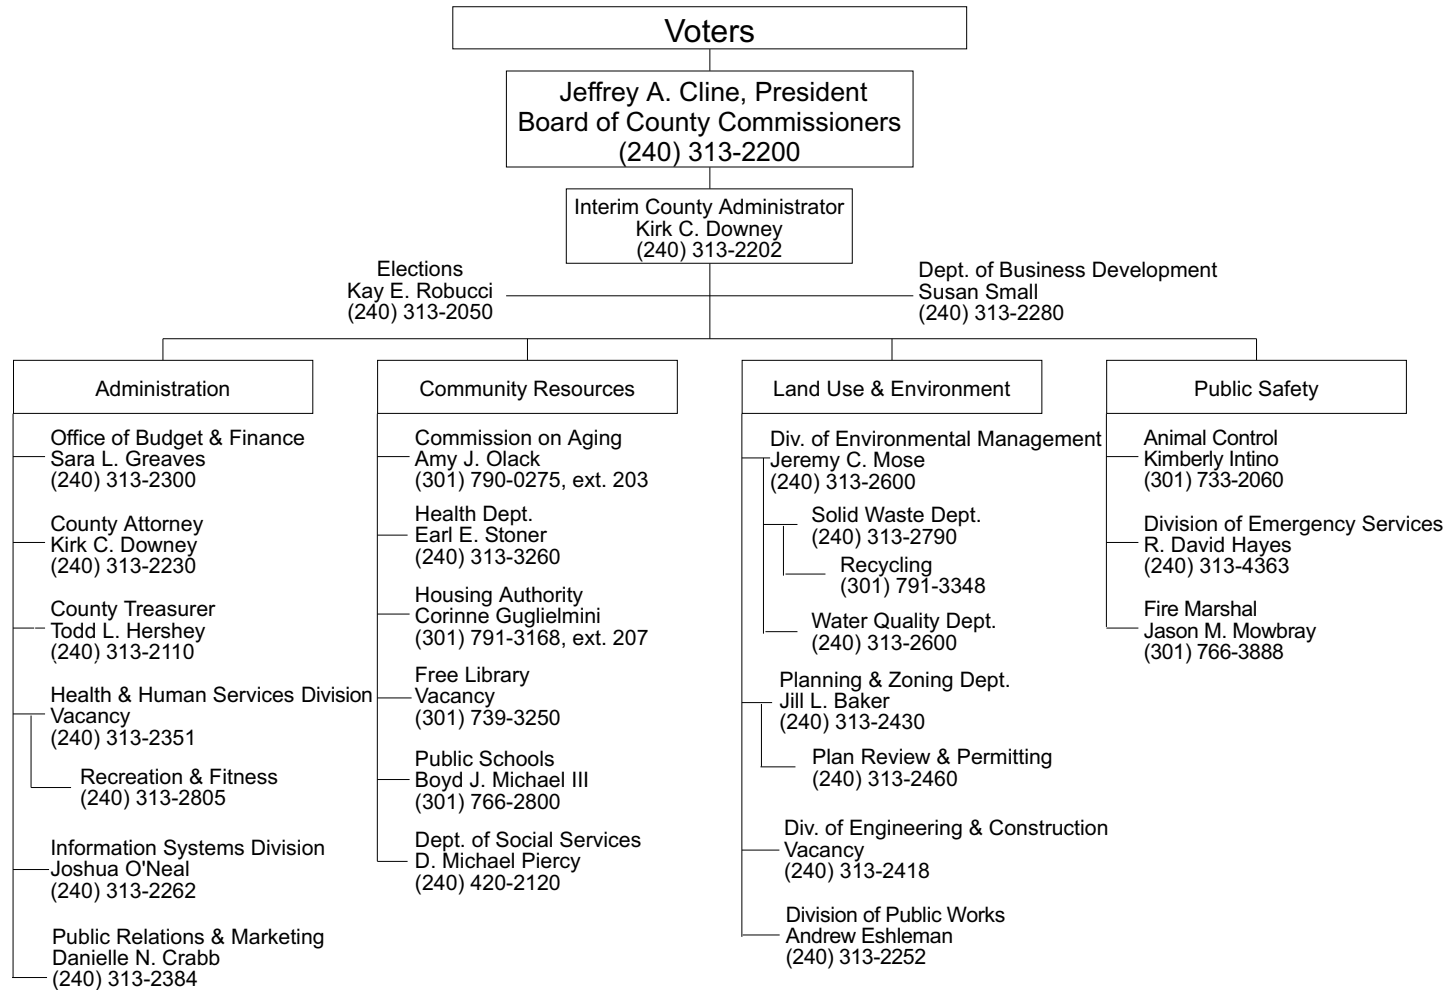 Voters
Jeffrey A. Cline, President
Board of County Commissioners
(240) 313-2200
Interim County Administrator
Kirk C. Downey
(240) 313-2202
Elections
Kay E. Robucci
(240) 313-2050
Dept. of Business Development
Susan Small
(240) 313-2280
Administration
Office of Budget & Finance
Sara L. Greaves
(240) 313-2300
County Attorney
Kirk C. Downey
(240) 313-2230
County Treasurer
Todd L. Hershey
(240) 313-2110
Health & Human Services Division
Vacancy
(240) 313-2351
Recreation & Fitness
(240) 313-2805
Information Systems Division
Joshua O'Neal
(240) 313-2262
Public Relations & Marketing
Danielle N. Crabb
(240) 313-2384
Community Resources
Commission on Aging
Amy J. Olack
(301) 790-0275, ext. 203
Health Dept.
Earl E. Stoner
(240) 313-3260
Housing Authority
Corinne Guglielmini
(301) 791-3168, ext. 207
Free Library
Vacancy
(301) 739-3250
Public Schools
Boyd J. Michael III
(301) 766-2800
Dept. of Social Services
D. Michael Piercy
(240) 420-2120
Land Use & Environment
Div. of Environmental Management
Jeremy C. Mose
(240) 313-2600
Solid Waste Dept.
(240) 313-2790
Recycling
(301) 791-3348
Water Quality Dept.
(240) 313-2600
Planning & Zoning Dept.
Jill L. Baker
(240) 313-2430
Plan Review & Permitting
(240) 313-2460
Div. of Engineering & Construction
Vacancy
(240) 313-2418
Division of Public Works
Andrew Eshleman
(240) 313-2252
Public Safety
Animal Control
Kimberly Intino
(301) 733-2060
Division of Emergency Services
R. David Hayes
(240) 313-4363
Fire Marshal
Jason M. Mowbray
(301) 766-3888